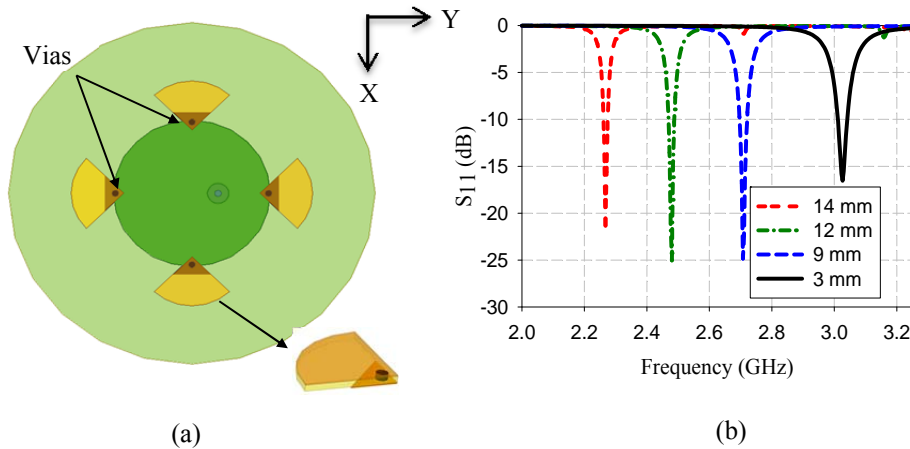 Vias
Y
X
(a)
0
-5
-10
-15
-20
-25
-30
S11 (dB)
14 mm
12 mm
9 mm
3 mm
2.0 2.2 2.4 2.6 2.8 3.0 3.2
Frequency (GHz)
(b)